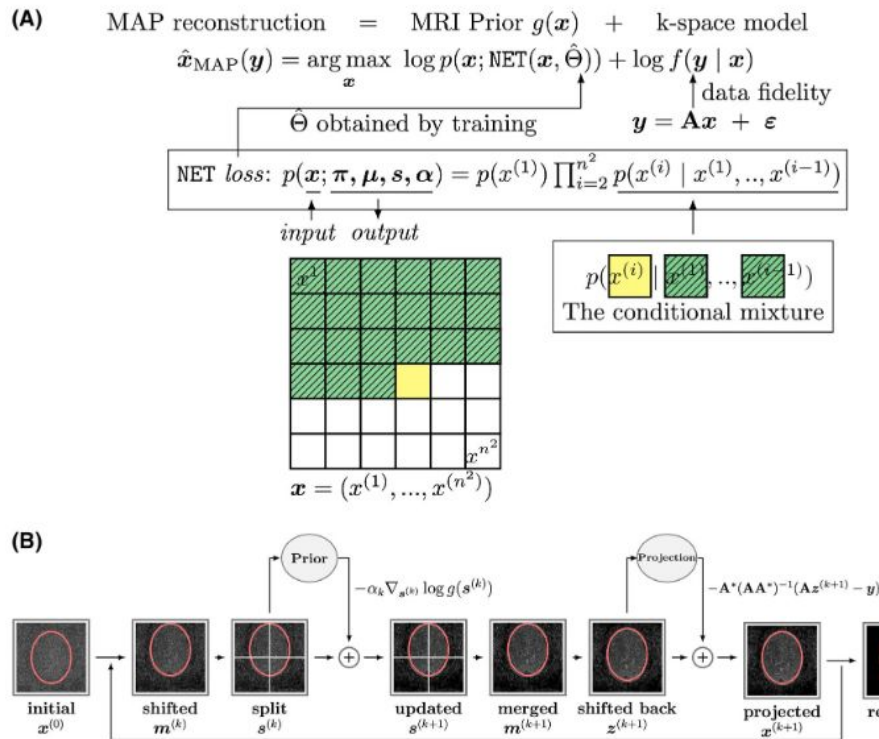 (A)
MAP reconstruction = MRI Prior g(x) + k-space model
x̂_MAP(y) = arg max_x log p(x; NET(x, Θ̂)) + log f(y | x)
data fidelity
Θ̂ obtained by training
y = Ax + ε
NET loss: p(x; π, μ, s, α) = p(x^(1)) ∏_{i=2}^{n^2} p(x^(i) | x^(1), .., x^(i-1))
input output
x^1
p(x^(i) | x^(1), .., x^(i-1))
The conditional mixture
x^{n^2}
x = (x^(1), ..., x^(n^2))
(B)
Prior
Projection
-α_k ∇_{s^(k)} log g(s^(k))
-A*(AA*)^{-1}(Az^(k+1) - y)
+
+
initial shifted split updated merged shifted back projected
x^(0) m^(k) s^(k) s^(k+1) m^(k+1) z^(k+1) x^(k+1)